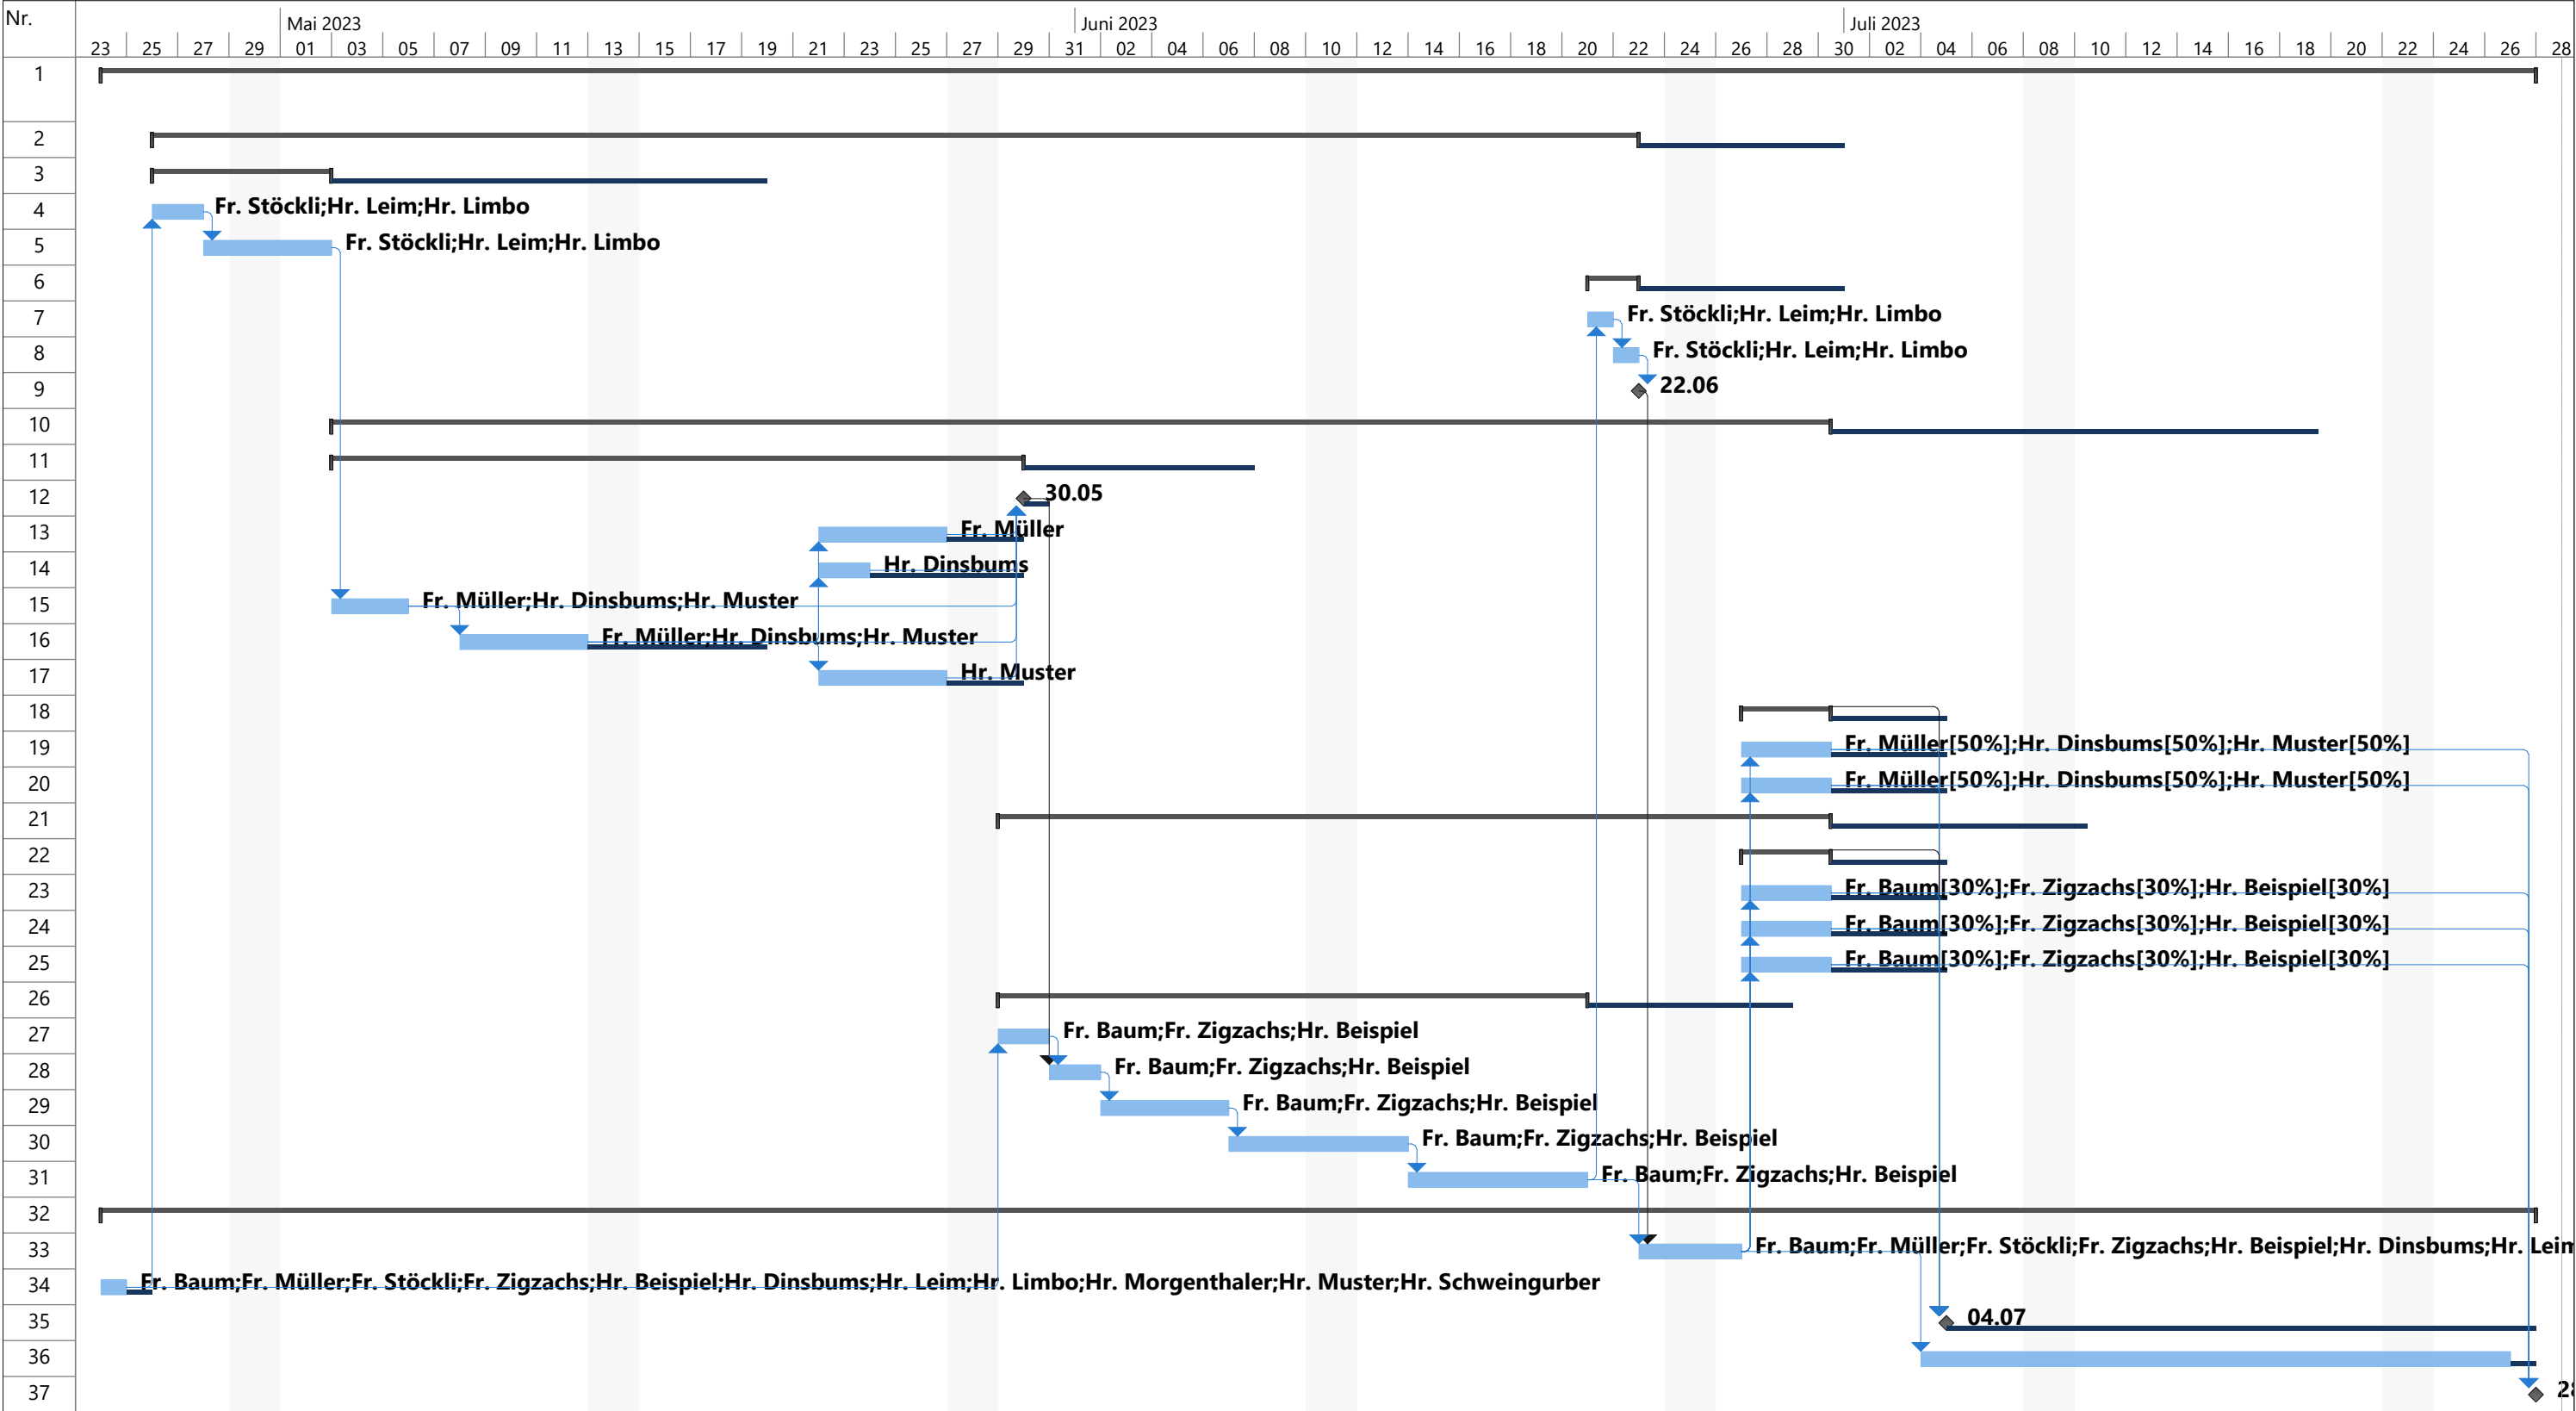 Nr.
Mai 2023 Juni 2023 Juli 2023
23 25 27 29 01 03 05 07 09 11 13 15 17 19 21 23 25 27 29 31 02 04 06 08 10 12 14 16 18 20 22 24 26 28 30 02 04 06 08 10 12 14 16 18 20 22 24 26 28
1
2
3
4 Fr. Stöckli;Hr. Leim;Hr. Limbo
5 Fr. Stöckli;Hr. Leim;Hr. Limbo
6
7 Fr. Stöckli;Hr. Leim;Hr. Limbo
8 Fr. Stöckli;Hr. Leim;Hr. Limbo
9 22.06
10
11
12 30.05
13 Fr. Müller
14 Hr. Dinsbums
15 Fr. Müller;Hr. Dinsbums;Hr. Muster
16 Fr. Müller;Hr. Dinsbums;Hr. Muster
17 Hr. Muster
18
19 Fr. Müller[50%];Hr. Dinsbums[50%];Hr. Muster[50%]
20 Fr. Müller[50%];Hr. Dinsbums[50%];Hr. Muster[50%]
21
22
23 Fr. Baum[30%];Fr. Zigzachs[30%];Hr. Beispiel[30%]
24 Fr. Baum[30%];Fr. Zigzachs[30%];Hr. Beispiel[30%]
25 Fr. Baum[30%];Fr. Zigzachs[30%];Hr. Beispiel[30%]
26
27 Fr. Baum;Fr. Zigzachs;Hr. Beispiel
28 Fr. Baum;Fr. Zigzachs;Hr. Beispiel
29 Fr. Baum;Fr. Zigzachs;Hr. Beispiel
30 Fr. Baum;Fr. Zigzachs;Hr. Beispiel
31 Fr. Baum;Fr. Zigzachs;Hr. Beispiel
32
33 Fr. Baum;Fr. Müller;Fr. Stöckli;Fr. Zigzachs;Hr. Beispiel;Hr. Dinsbums;Hr.
34 Fr. Baum;Fr. Müller;Fr. Stöckli;Fr. Zigzachs;Hr. Beispiel;Hr. Dinsbums;Hr. Leim;Hr. Limbo;Hr. Morgenthaler;Hr. Muster;Hr. Schweingurber
35 04.07
36
37